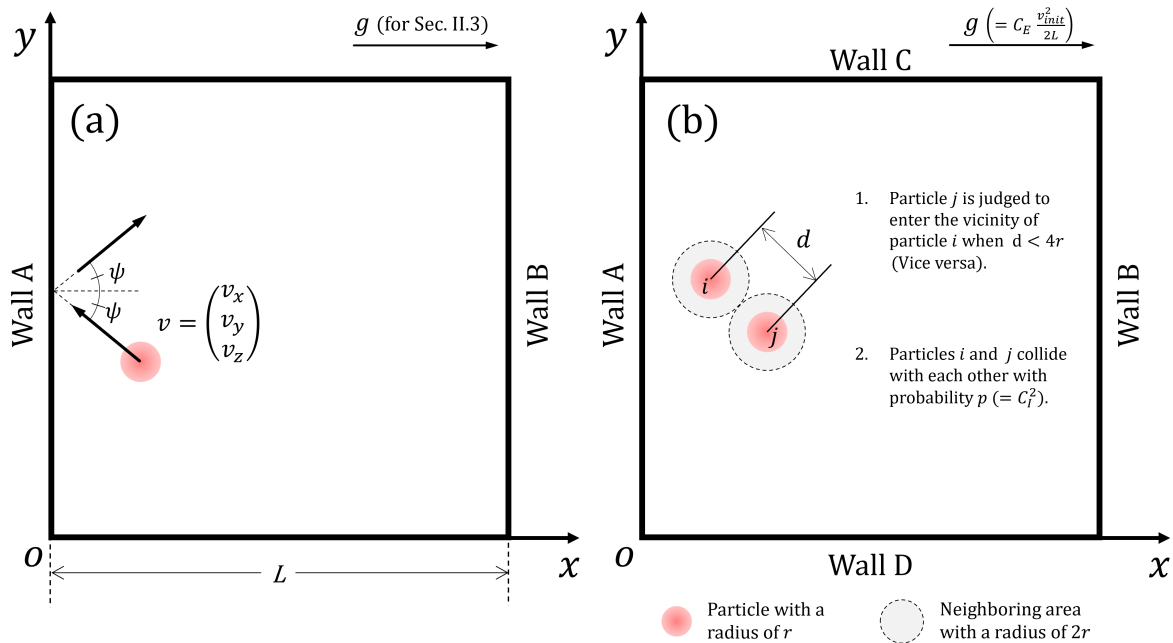 y
g (for Sec. II.3)
(a)
Wall A
ψ
ψ
v = (v_x v_y v_z)
Wall B
O
x
L
y
g (= C_E v_{init}^2 / 2L)
Wall C
(b)
1. Particle j is judged to
enter the vicinity of
particle i when d < 4r
(Vice versa).
d
i
j
Wall A
Wall B
2. Particles i and j collide
with each other with
probability p (= C_I^2).
O
x
Wall D
Particle with a
radius of r
Neighboring area
with a radius of 2r